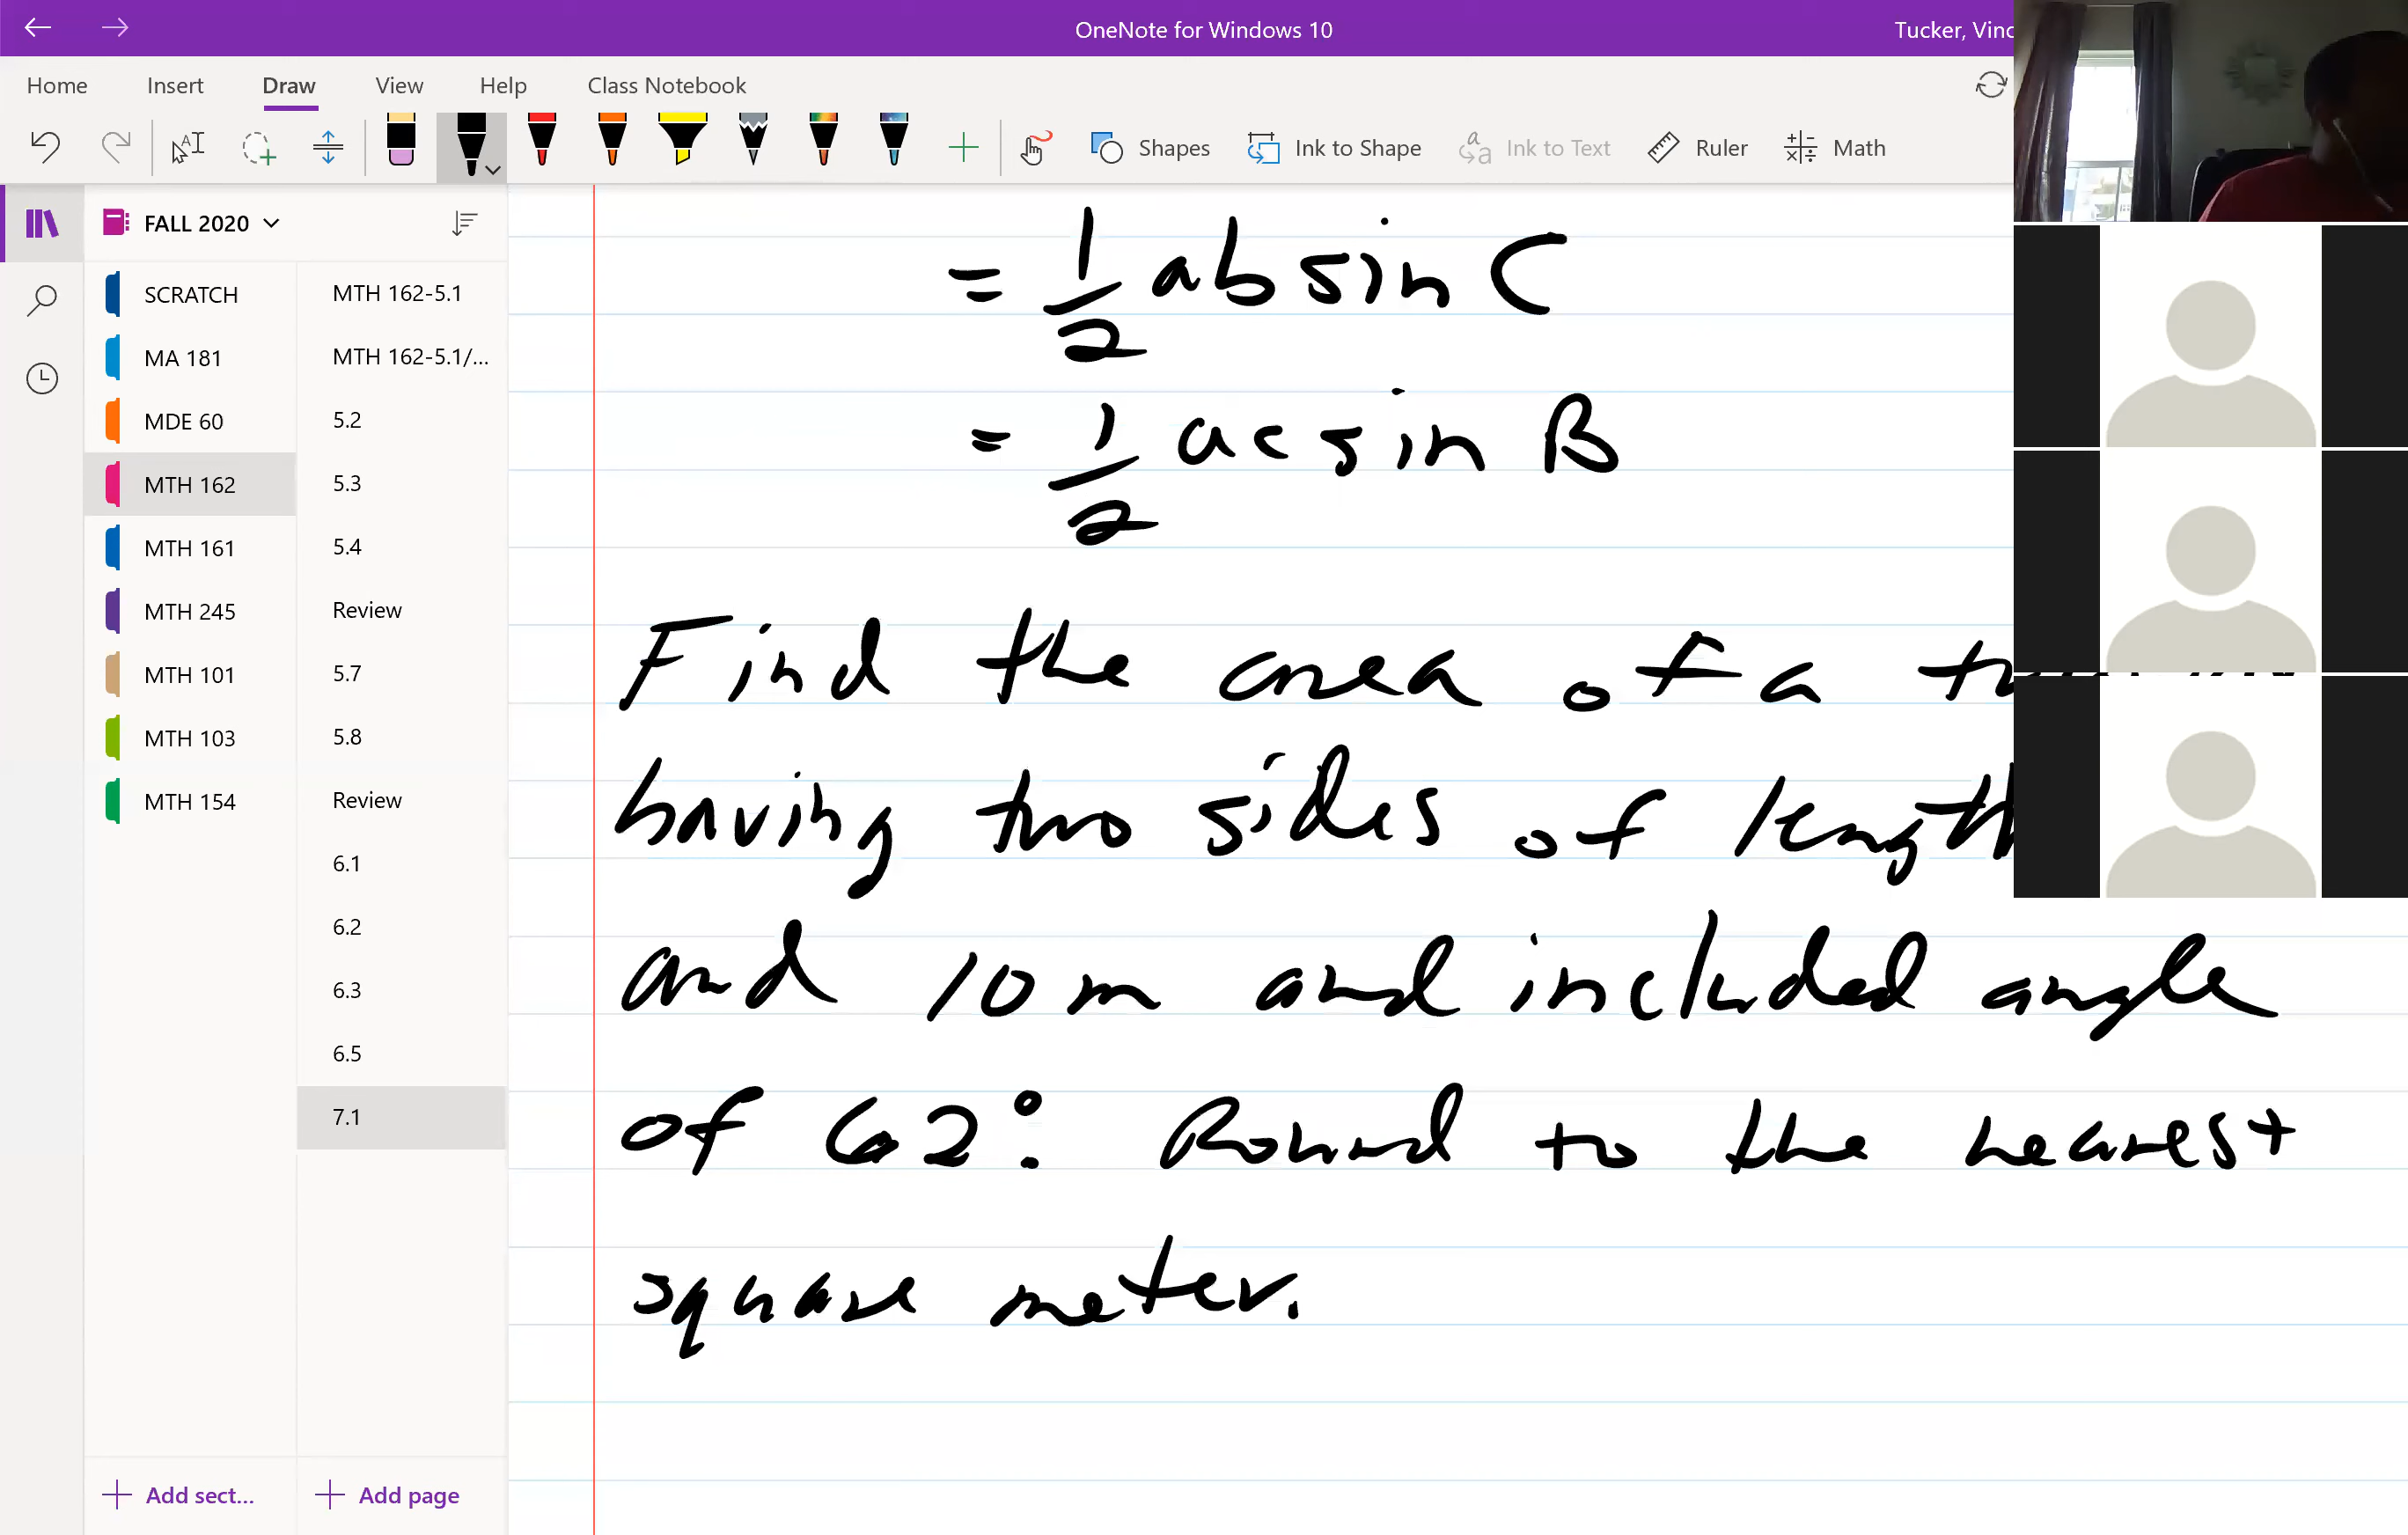 OneNote for Windows 10
Tucker, Vinc
Home Insert Draw View Help Class Notebook
Shapes Ink to Shape Ink to Text Ruler Math
FALL 2020
SCRATCH
MA 181
MDE 60
MTH 162
MTH 161
MTH 245
MTH 101
MTH 103
MTH 154
Add sect...
MTH 162-5.1
MTH 162-5.1/...
5.2
5.3
5.4
Review
5.7
5.8
Review
6.1
6.2
6.3
6.5
7.1
Add page
= 1/2 ab sin C
= 1/2 ac sin B
Find the area of a
having two sides of length
and 10 m and included angle
of 62°. Round to the nearest
square meter.